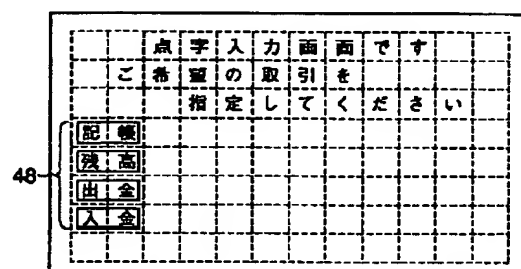 点字入力画面です
ご希望の取引を
指定してください
記帳
残高
出金
入金
48